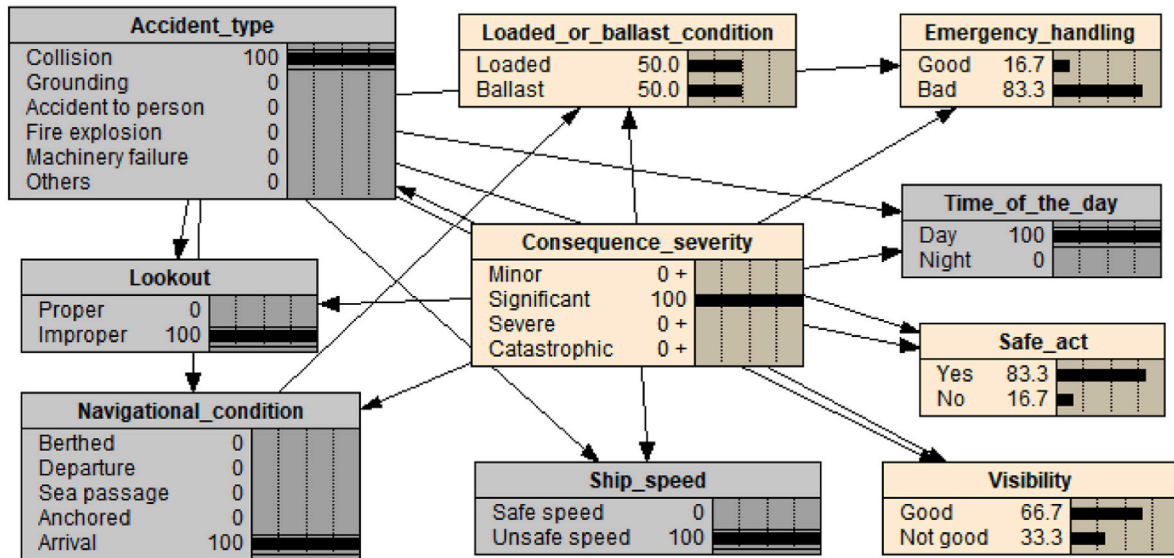 Accident_type
Collision 100
Grounding 0
Accident to person 0
Fire explosion 0
Machinery failure 0
Others 0
Loaded_or_ballast_condition
Loaded 50.0
Ballast 50.0
Emergency_handling
Good 16.7
Bad 83.3
Time_of_the_day
Day 100
Night 0
Consequence_severity
Minor 0 +
Significant 100
Severe 0 +
Catastrophic 0 +
Lookout
Proper 0
Improper 100
Safe_act
Yes 83.3
No 16.7
Navigational_condition
Berthed 0
Departure 0
Sea passage 0
Anchored 0
Arrival 100
Ship_speed
Safe speed 0
Unsafe speed 100
Visibility
Good 66.7
Not good 33.3